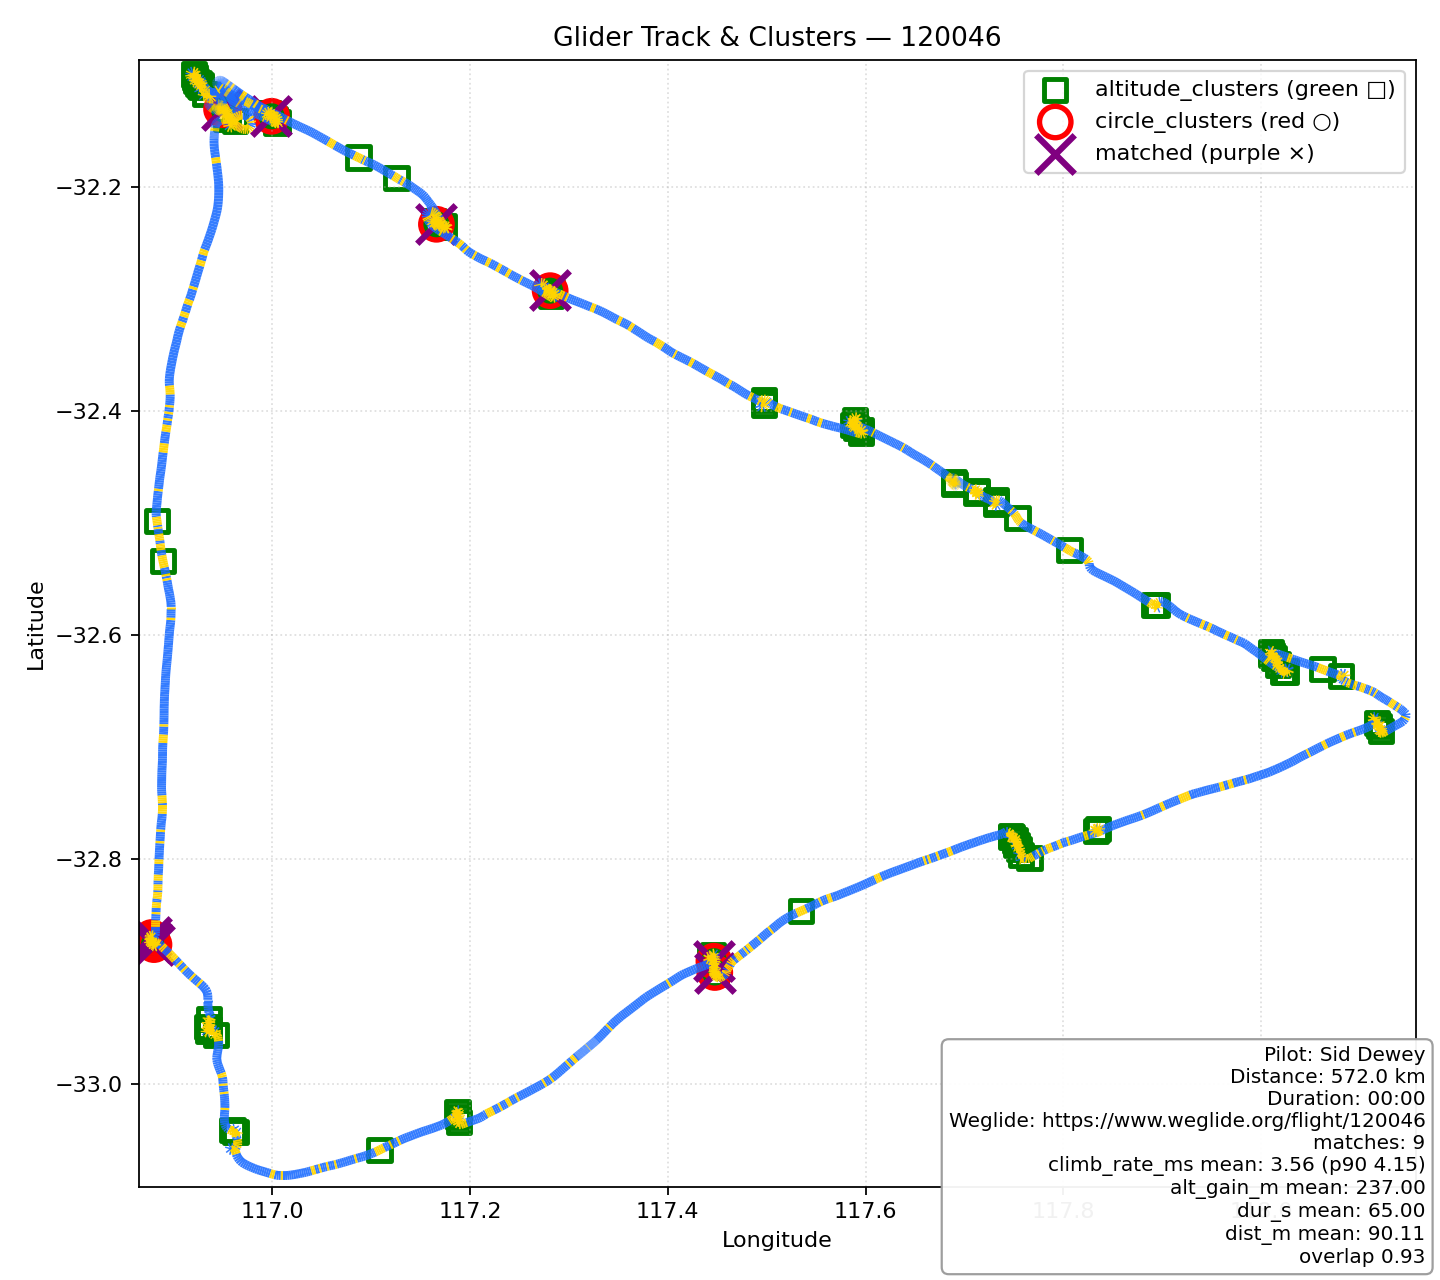 Glider Track & Clusters — 120046
altitude_clusters (green □)
circle_clusters (red ○)
matched (purple ×)
−32.2
−32.4
−32.6
−32.8
−33.0
Latitude
117.0
117.2
117.4
117.6
117.8
Longitude
Pilot: Sid Dewey
Distance: 572.0 km
Duration: 00:00
Weglide: https://www.weglide.org/flight/120046
matches: 9
climb_rate_ms mean: 3.56 (p90 4.15)
alt_gain_m mean: 237.00
dur_s mean: 65.00
dist_m mean: 90.11
overlap 0.93